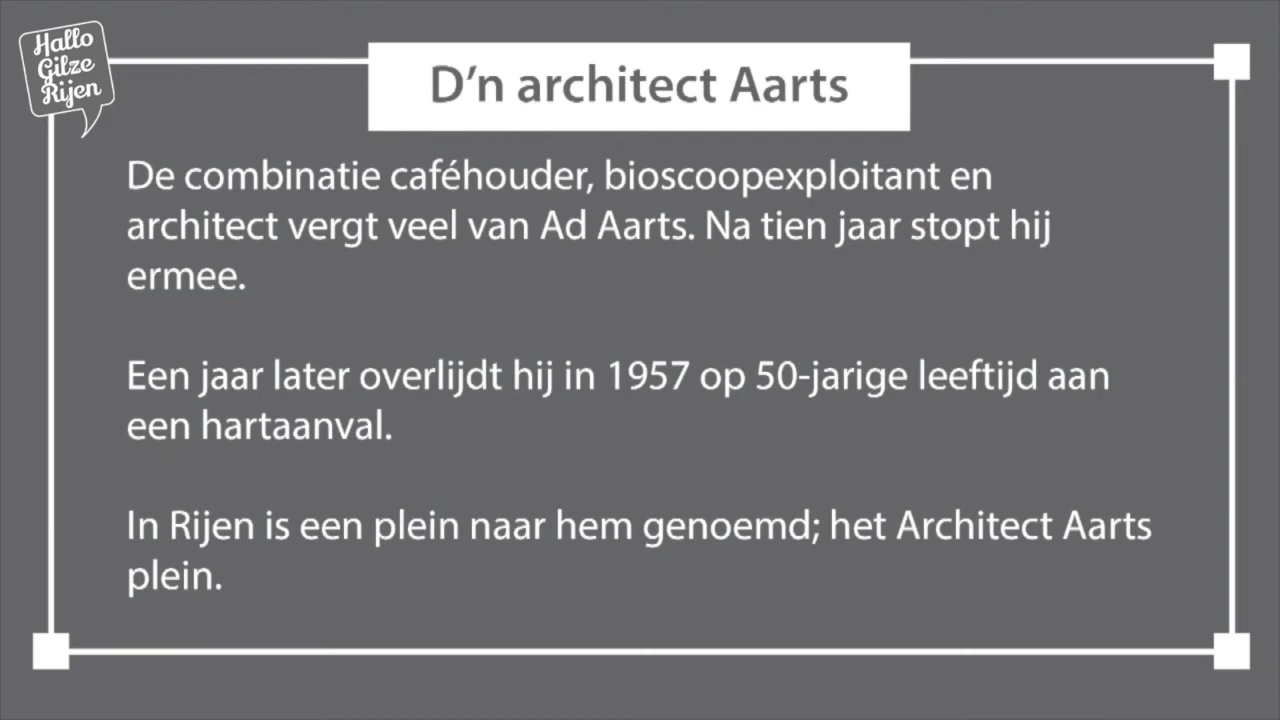 Hallo
Gilze
Rijen
D'n architect Aarts
De combinatie caféhouder, bioscoopexploitant en
architect vergt veel van Ad Aarts. Na tien jaar stopt hij
ermee.
Een jaar later overlijdt hij in 1957 op 50-jarige leeftijd aan
een hartaanval.
In Rijen is een plein naar hem genoemd; het Architect Aarts
plein.